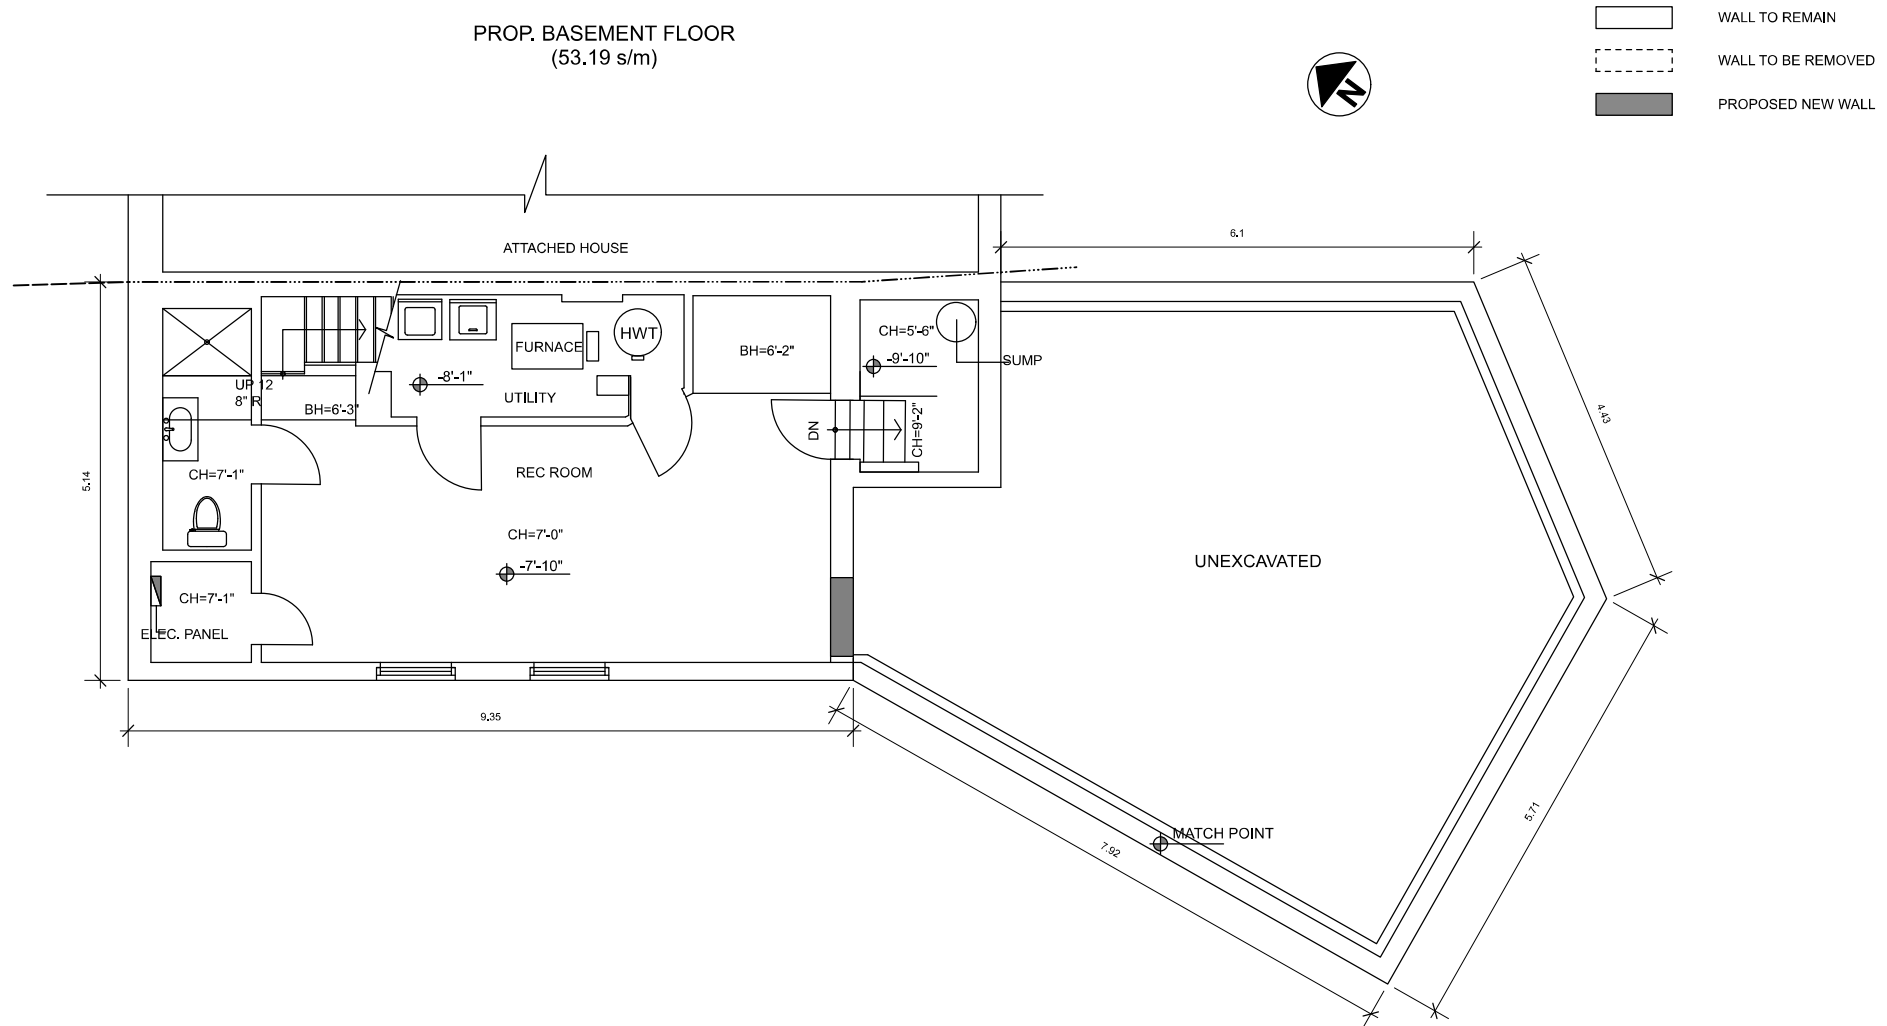 PROP. BASEMENT FLOOR
(53.19 s/m)
N
WALL TO REMAIN
WALL TO BE REMOVED
PROPOSED NEW WALL
ATTACHED HOUSE
6.1
4.43
5.14
FURNACE
HWT
BH=6'-2"
CH=5'-6"
-9'-10"
SUMP
-8'-1"
UTILITY
UP 12
8" R
BH=6'-3"
DN
CH=9'-2"
CH=7'-1"
REC ROOM
CH=7'-0"
-7'-10"
UNEXCAVATED
CH=7'-1"
ELEC. PANEL
9.35
MATCH POINT
7.92
5.71